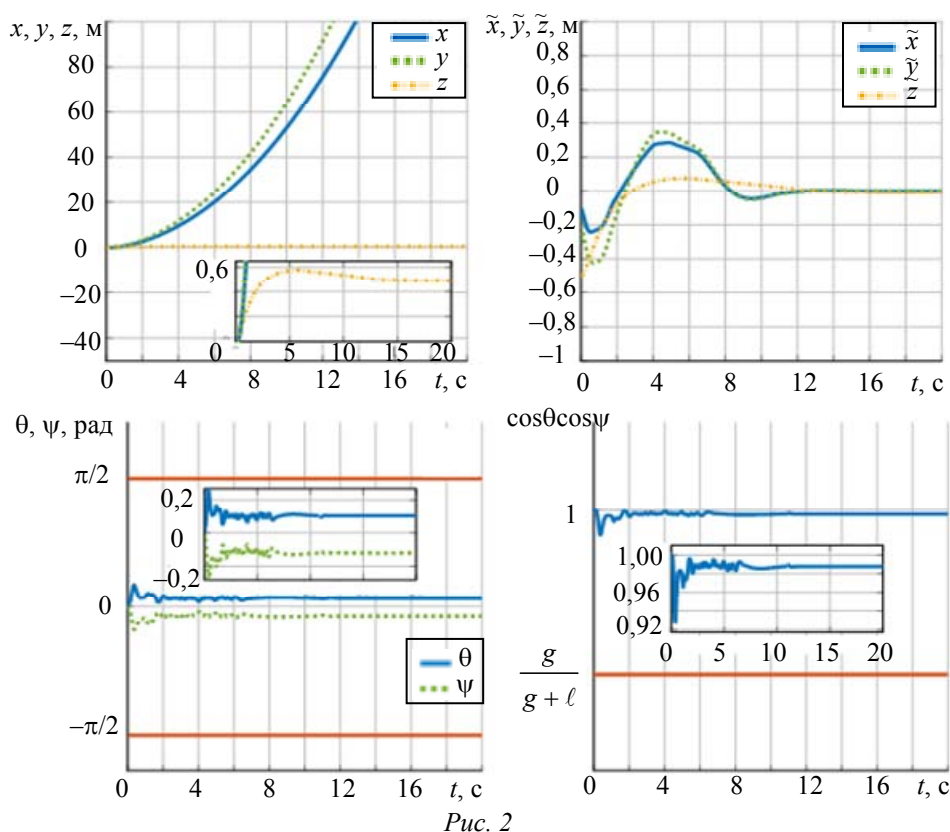 x, y, z, м
80
60
40
20
0
−20
−40
x
y
z
0,6
0 5 10 15 20
0 4 8 12 16 t, с
x̃, ỹ, z̃, м
0,8
0,6
0,4
0,2
0
−0,2
−0,4
−0,6
−0,8
−1
x̃
ỹ
z̃
0 4 8 12 16 t, с
θ, ψ, рад
π/2
0
−π/2
0,2
0
−0,2
θ
ψ
0 4 8 12 16 t, с
cosθcosψ
1
g
g + ℓ
1,00
0,96
0,92
0 5 10 15 20
0 4 8 12 16 t, с
Рис. 2